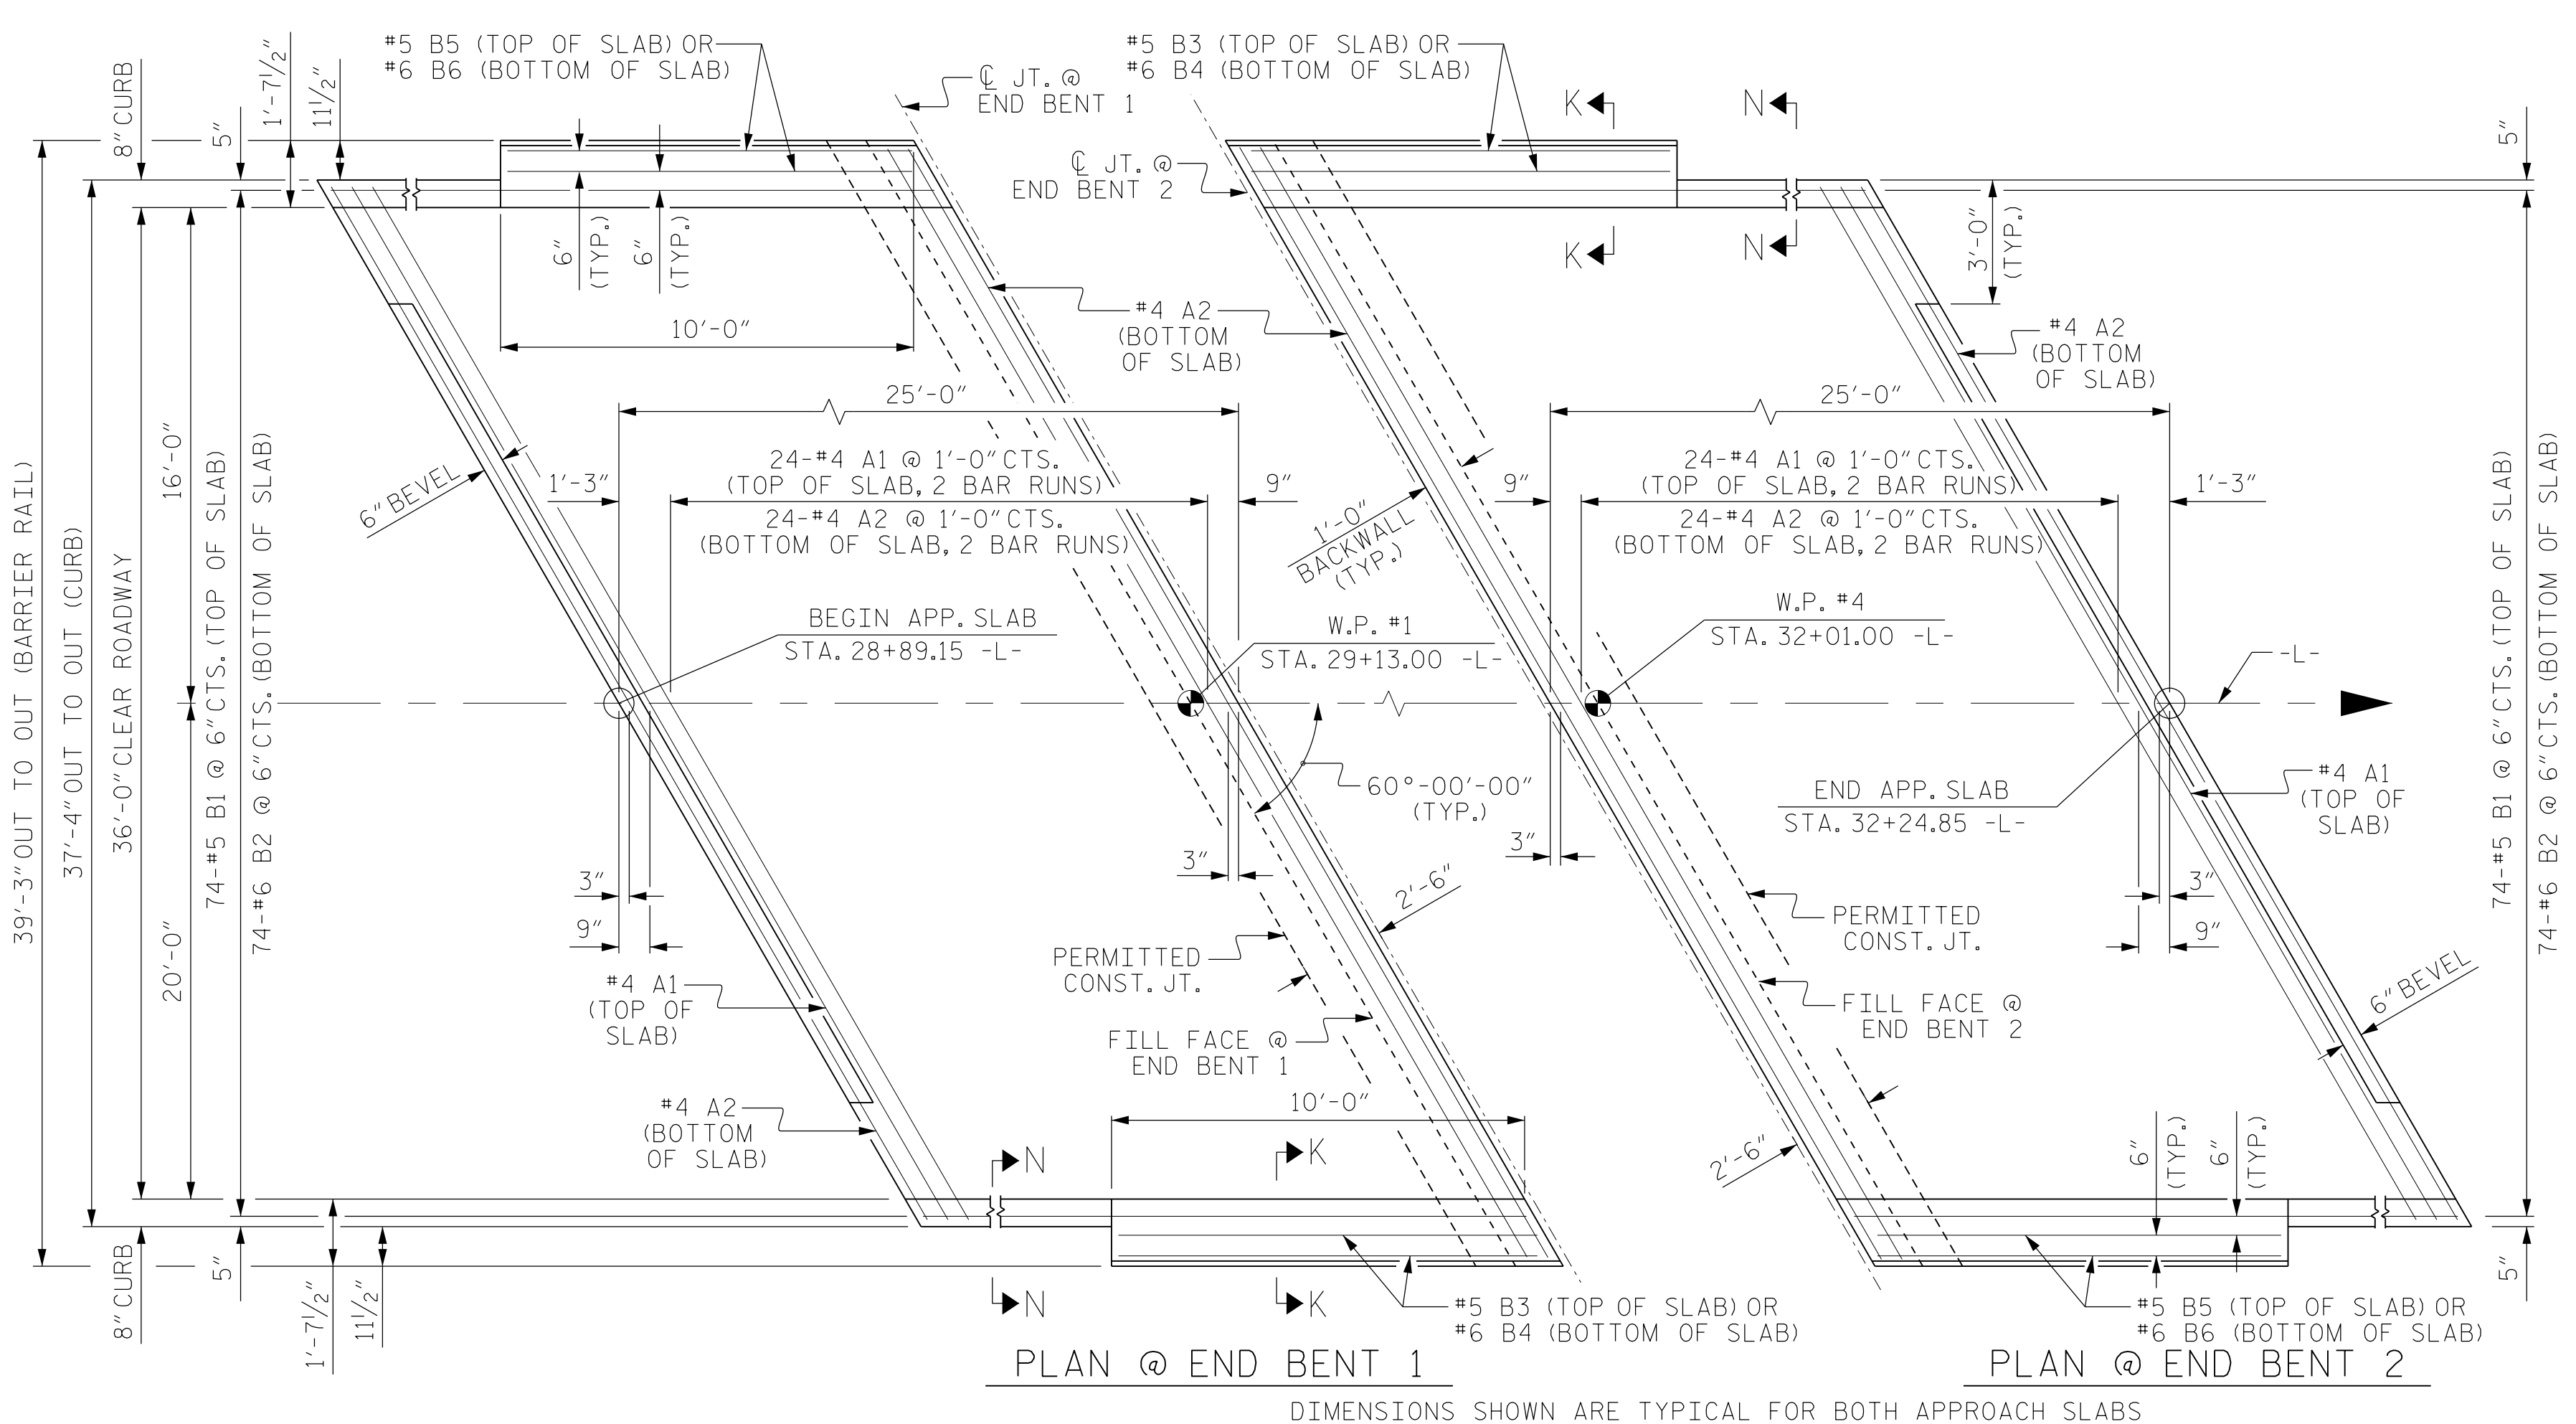 #5 B5 (TOP OF SLAB) OR
#6 B6 (BOTTOM OF SLAB)
℄ JT. @
END BENT 1
#5 B3 (TOP OF SLAB) OR
#6 B4 (BOTTOM OF SLAB)
℄ JT. @
END BENT 2
K
N
K
N
8" CURB
5"
1'-7½"
11½"
5"
6"
(TYP.)
6"
(TYP.)
3'-0"
(TYP.)
10'-0"
#4 A2
(BOTTOM
OF SLAB)
#4 A2
(BOTTOM
OF SLAB)
25'-0"
25'-0"
6" BEVEL
1'-3"
24-#4 A1 @ 1'-0" CTS.
(TOP OF SLAB, 2 BAR RUNS)
24-#4 A2 @ 1'-0" CTS.
(BOTTOM OF SLAB, 2 BAR RUNS)
9"
9"
24-#4 A1 @ 1'-0" CTS.
(TOP OF SLAB, 2 BAR RUNS)
24-#4 A2 @ 1'-0" CTS.
(BOTTOM OF SLAB, 2 BAR RUNS)
1'-3"
1'-0"
BACKWALL
(TYP.)
39'-3" OUT TO OUT (BARRIER RAIL)
37'-4" OUT TO OUT (CURB)
36'-0" CLEAR ROADWAY
16'-0"
20'-0"
74-#5 B1 @ 6" CTS. (TOP OF SLAB)
74-#6 B2 @ 6" CTS. (BOTTOM OF SLAB)
74-#5 B1 @ 6" CTS. (TOP OF SLAB)
74-#6 B2 @ 6" CTS. (BOTTOM OF SLAB)
BEGIN APP. SLAB
STA. 28+89.15 -L-
W.P. #1
STA. 29+13.00 -L-
W.P. #4
STA. 32+01.00 -L-
-L-
60°-00'-00"
(TYP.)
END APP. SLAB
STA. 32+24.85 -L-
#4 A1
(TOP OF
SLAB)
3"
9"
3"
3"
3"
9"
2'-6"
PERMITTED
CONST. JT.
PERMITTED
CONST. JT.
#4 A1
(TOP OF
SLAB)
FILL FACE @
END BENT 1
FILL FACE @
END BENT 2
6" BEVEL
#4 A2
(BOTTOM
OF SLAB)
10'-0"
2'-6"
6"
(TYP.)
6"
(TYP.)
N
K
N
K
8" CURB
5"
1'-7½"
11½"
5"
#5 B3 (TOP OF SLAB) OR
#6 B4 (BOTTOM OF SLAB)
#5 B5 (TOP OF SLAB) OR
#6 B6 (BOTTOM OF SLAB)
PLAN @ END BENT 1
PLAN @ END BENT 2
DIMENSIONS SHOWN ARE TYPICAL FOR BOTH APPROACH SLABS